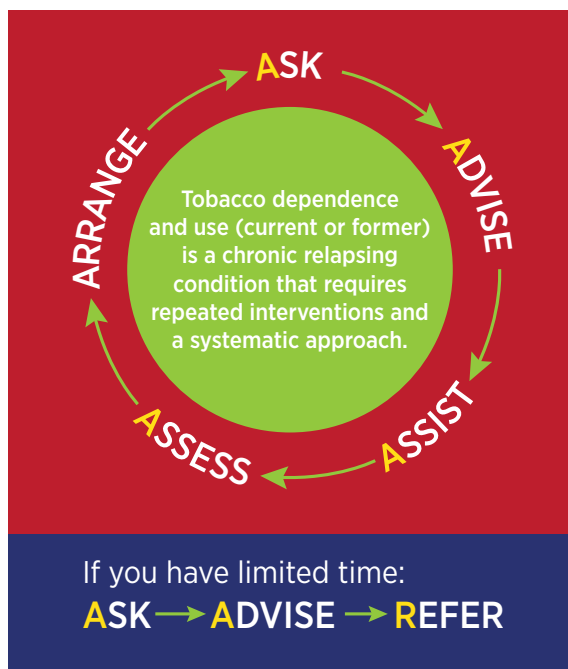 ASK
ADVISE
ASSIST
ASSESS
ARRANGE
Tobacco dependence
and use (current or former)
is a chronic relapsing
condition that requires
repeated interventions and
a systematic approach.
If you have limited time:
ASK → ADVISE → REFER